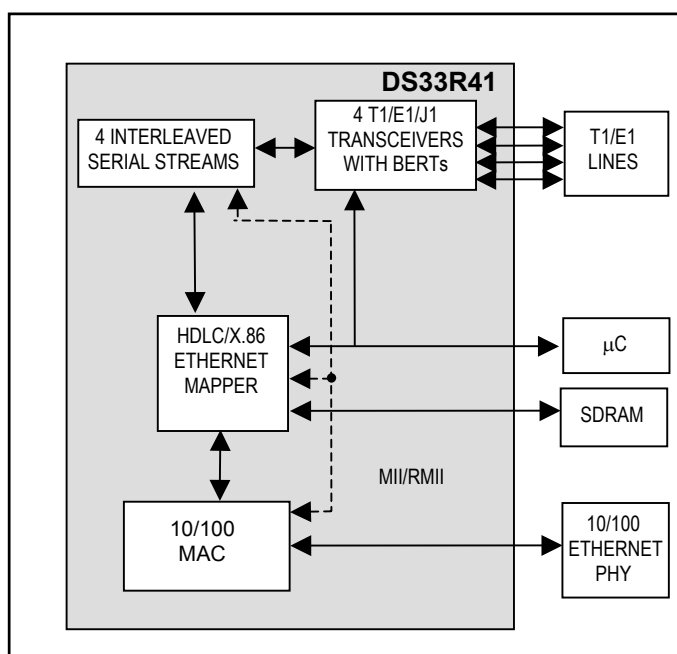 DS33R41
4 INTERLEAVED
SERIAL STREAMS
4 T1/E1/J1
TRANSCEIVERS
WITH BERTs
T1/E1
LINES
HDLC/X.86
ETHERNET
MAPPER
μC
SDRAM
MII/RMII
10/100
MAC
10/100
ETHERNET
PHY